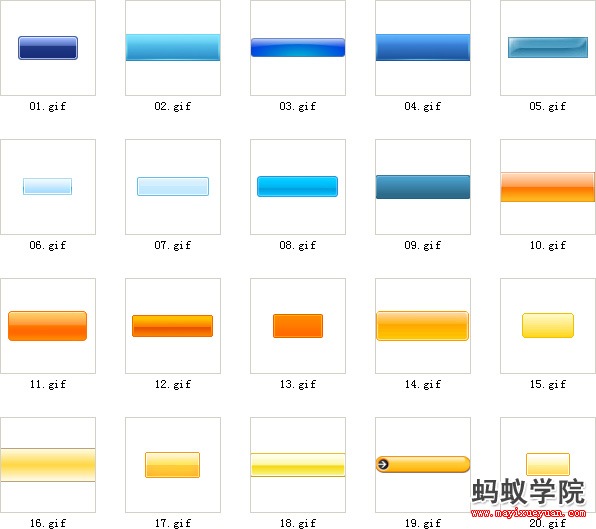 01.gif 02.gif 03.gif 04.gif 05.gif
06.gif 07.gif 08.gif 09.gif 10.gif
11.gif 12.gif 13.gif 14.gif 15.gif
蚂蚁学院
www.mayixueyuan.com
16.gif 17.gif 18.gif 19.gif 20.gif